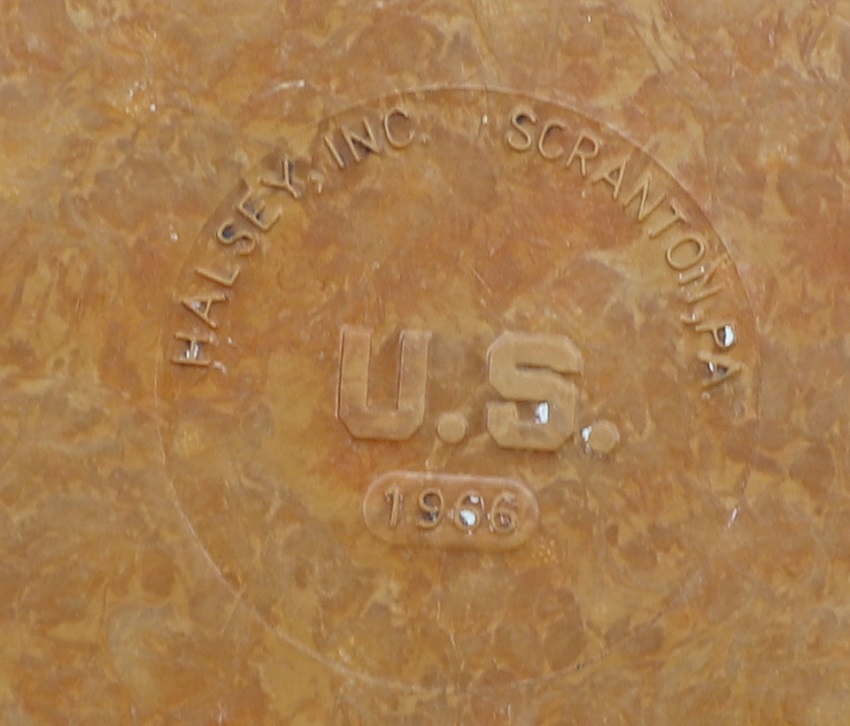 HALSEY, INC. SCRANTON, PA
U.S.
1966